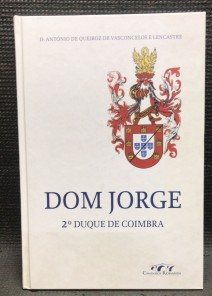 D. ANTÓNIO DE QUEIROZ DE VASCONCELOS E LENCASTRE
DOM JORGE
2º DUQUE DE COIMBRA